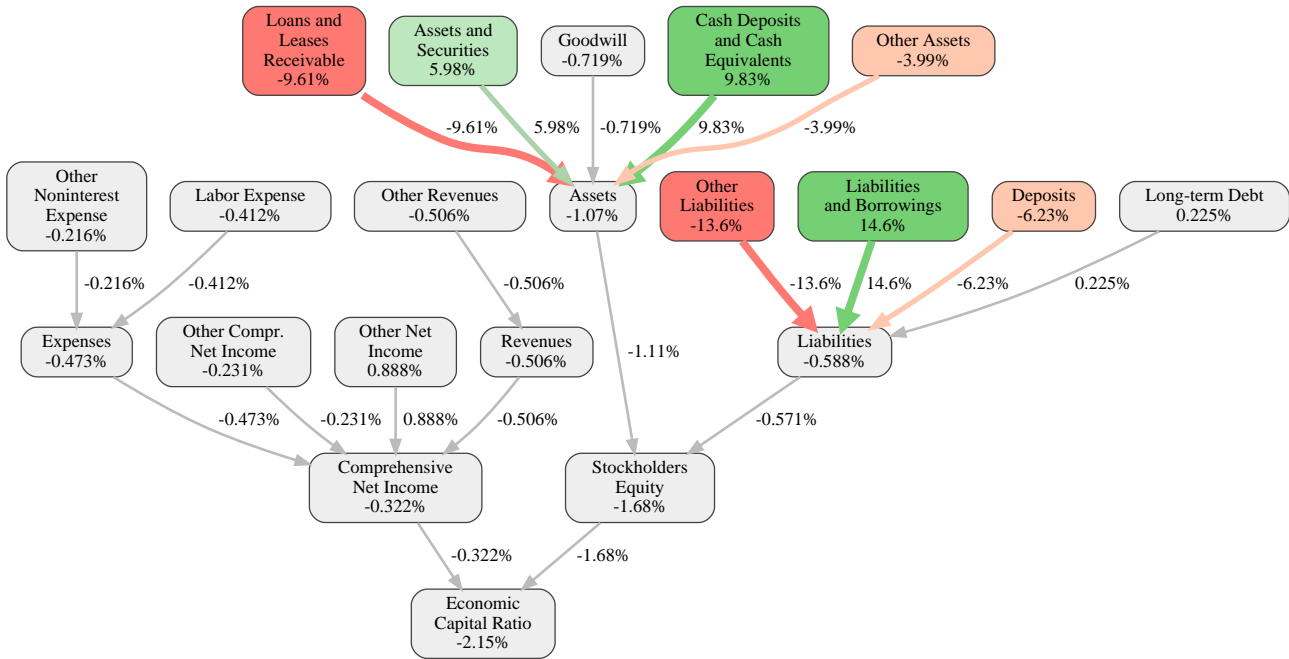 Loans and
Leases
Receivable
-9.61%
Assets and
Securities
5.98%
Goodwill
-0.719%
Cash Deposits
and Cash
Equivalents
9.83%
Other Assets
-3.99%
-9.61%
5.98%
-0.719%
9.83%
-3.99%
Other
Noninterest
Expense
-0.216%
Labor Expense
-0.412%
Other Revenues
-0.506%
Assets
-1.07%
Other
Liabilities
-13.6%
Liabilities
and Borrowings
14.6%
Deposits
-6.23%
Long-term Debt
0.225%
-0.216%
-0.412%
-0.506%
-13.6%
14.6%
-6.23%
0.225%
Expenses
-0.473%
Other Compr.
Net Income
-0.231%
Other Net
Income
0.888%
Revenues
-0.506%
-1.11%
Liabilities
-0.588%
-0.473%
-0.231%
0.888%
-0.506%
-0.571%
Comprehensive
Net Income
-0.322%
Stockholders
Equity
-1.68%
-0.322%
-1.68%
Economic
Capital Ratio
-2.15%